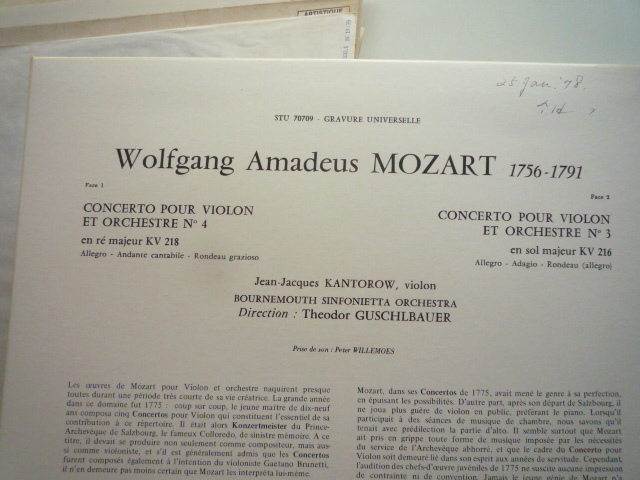 ARTISTIQUE
25 Jan. '78.
STU 70709 - GRAVURE UNIVERSELLE
Wolfgang Amadeus MOZART 1756-1791
Face 1
Face 2
CONCERTO POUR VIOLON
ET ORCHESTRE Nº 4
en ré majeur KV 218
Allegro - Andante cantabile - Rondeau grazioso
CONCERTO POUR VIOLON
ET ORCHESTRE Nº 3
en sol majeur KV 216
Allegro - Adagio - Rondeau (allegro)
Jean-Jacques KANTOROW, violon
BOURNEMOUTH SINFONIETTA ORCHESTRA
Direction : Theodor GUSCHLBAUER
Prise de son : Peter WILLEMOES
Les œuvres de Mozart pour Violon et orchestre naquirent presque
toutes durant une période très courte de sa vie créatrice. La grande année
dans ce domaine fut 1775 : coup sur coup, le jeune maître de dix-neuf
ans composa cinq Concertos pour Violon qui constituent l'essentiel de sa
contribution à ce répertoire. Il était alors Konzertmeister du Prince-
Archevêque de Salzbourg, le fameux Colloredo, de sinistre mémoire. A ce
titre, il devait se produire non seulement comme compositeur, mais aus-
si comme violoniste, et s'il est généralement admis que les Concertos
furent composés également à l'intention du violoniste Gaetano Brunetti,
il n'en demeure pas moins certain que Mozart les interpréta lui-même.
Mozart, dans ses Concertos de 1775, avait mené le genre à sa perfection,
en épuisant les possibilités. D'autre part, après son départ de Salzbourg, il
ne joua plus guère de violon en public, préférant le piano. Lorsqu'il
participait à des séances de musique de chambre, nous savons qu'il
tenait avec prédilection la partie d'alto. Il semble surtout que Mozart
ait pris en grippe toute forme de musique imposée par les nécessités
du service de l'Archevêque abhorré, et que le cadre du Concerto pour
Violon soit demeuré lié dans son esprit aux années de servitude. Cependant,
l'audition des chefs-d'œuvre juvéniles de 1775 ne suscite aucune impression
de contrainte ni de convention. Jamais le jeune génie de Mozart n'a